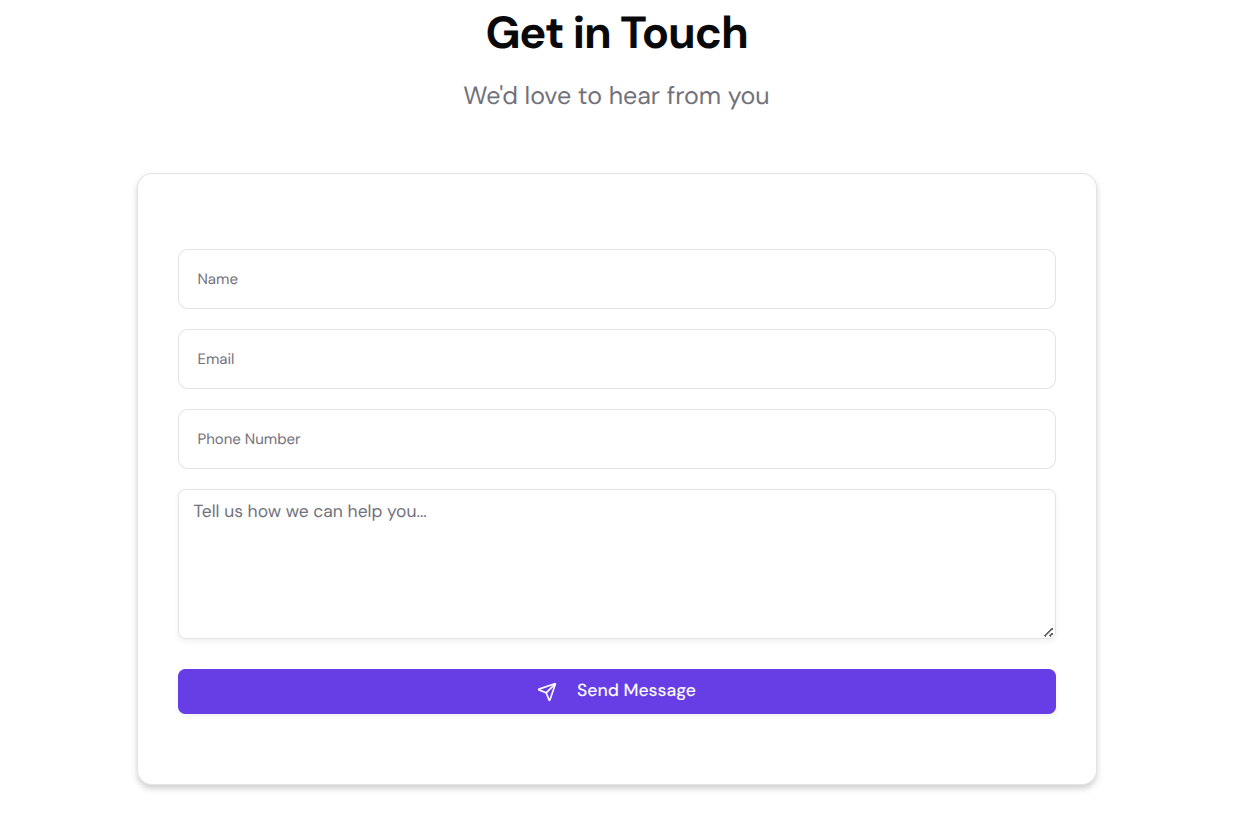 Get in Touch
We'd love to hear from you
Name
Email
Phone Number
Tell us how we can help you...
Send Message